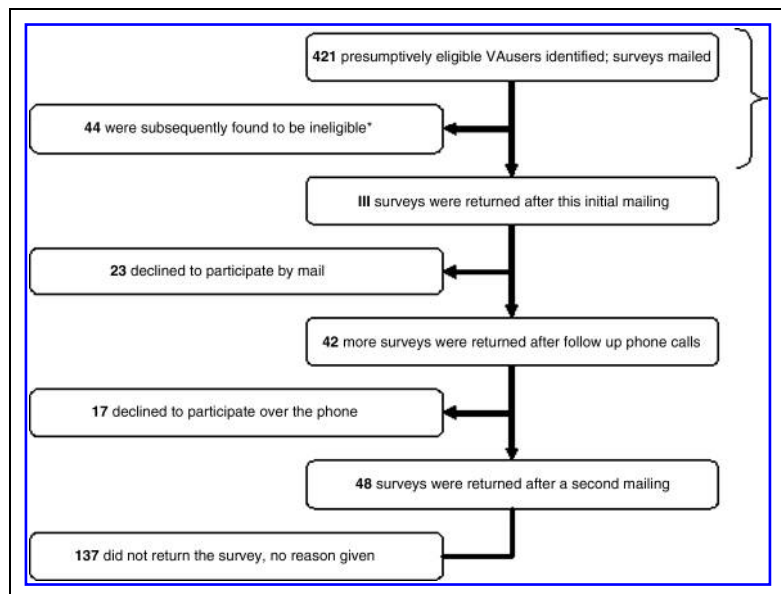 421 presumptively eligible VAusers identified; surveys mailed
44 were subsequently found to be ineligible*
III surveys were returned after this initial mailing
23 declined to participate by mail
42 more surveys were returned after follow up phone calls
17 declined to participate over the phone
48 surveys were returned after a second mailing
137 did not return the survey, no reason given